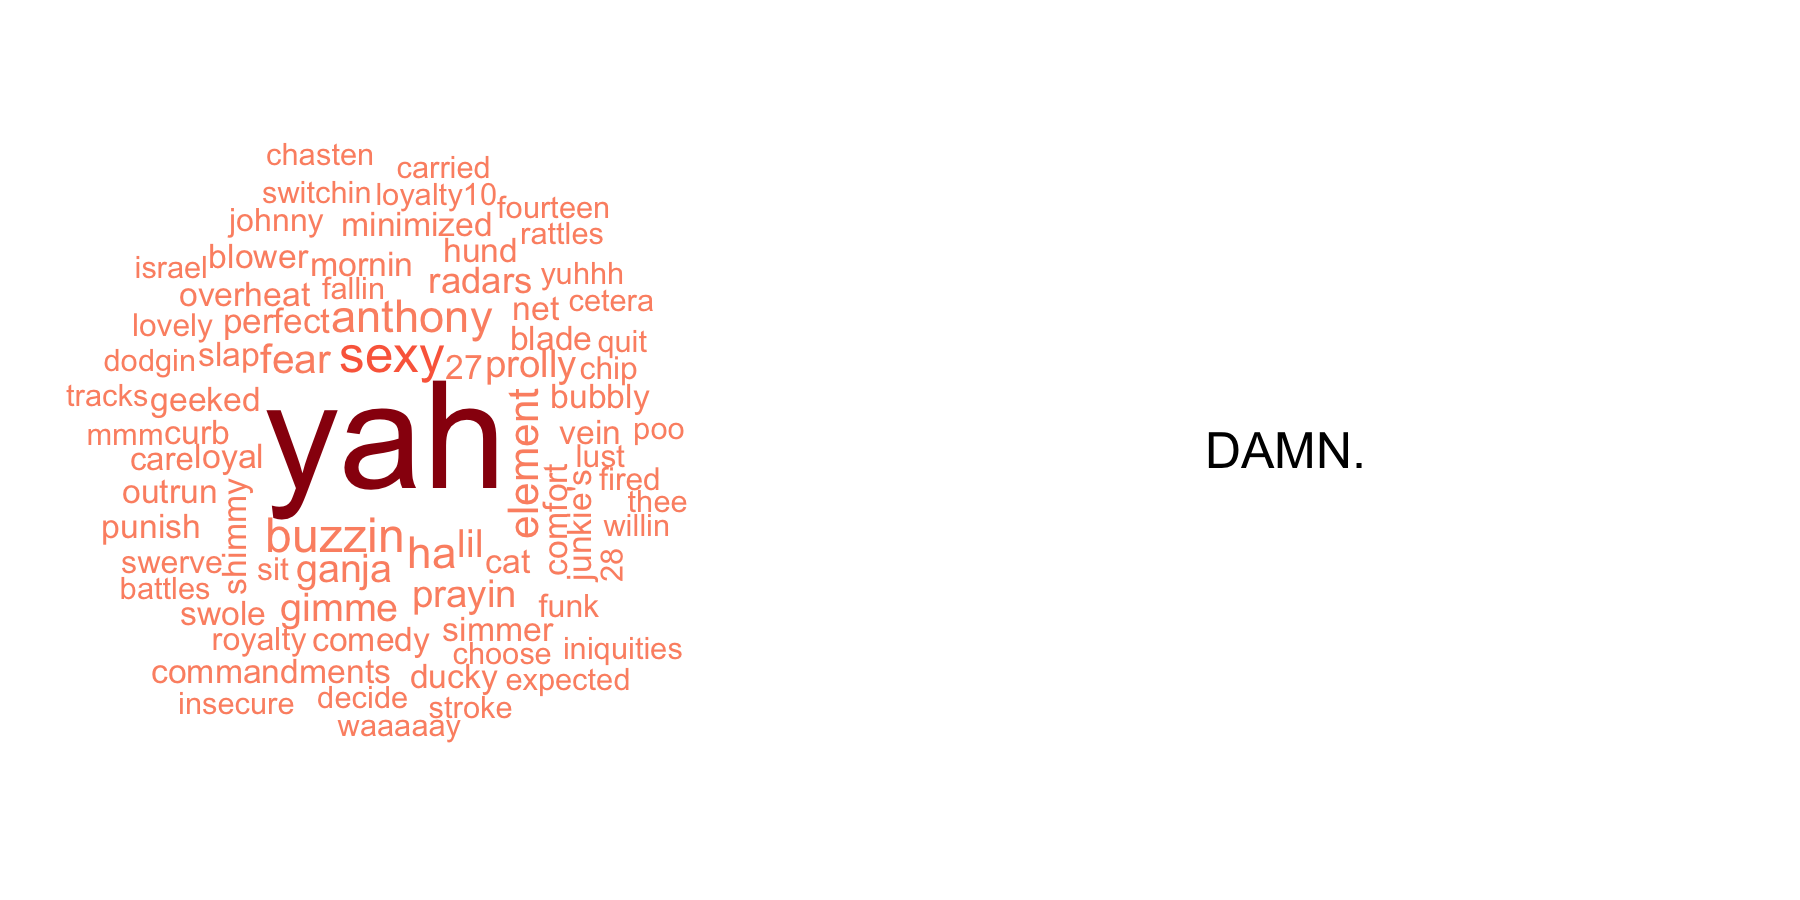 chasten
carried
switchin loyalty10 fourteen
johnny minimized rattles
israel blower mornin hund radars yuhhh
overheat fallin net cetera
lovely perfect anthony blade quit
dodgin slap fear sexy 27 prolly chip
tracks geeked yah element bubbly
mmm curb vein poo
care loyal lust
outrun shimmy comfort junkie's fired
thee
punish buzzin ha lil willin
swerve sit ganja cat 28
battles prayin
swole gimme funk
royalty comedy simmer
choose iniquities
commandments ducky expected
insecure decide stroke
waaaaay
DAMN.